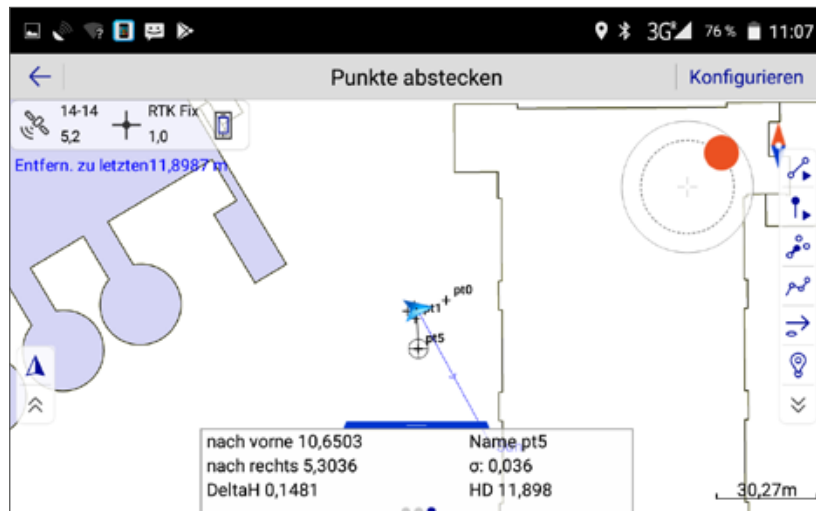 3G 76 % 11:07
Punkte abstecken
Konfigurieren
14-14
5,2
RTK Fix
1,0
Entfern. zu letzten11,8987 m
pt0
pt1
pt5
nach vorne 10,6503
nach rechts 5,3036
DeltaH 0,1481
Name pt5
σ: 0,036
HD 11,898
30,27m